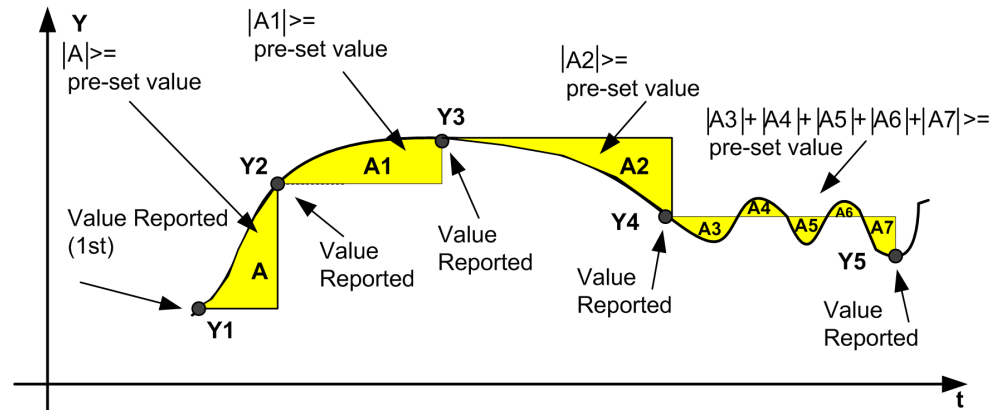 Y
|A|>=
pre-set value
|A1|>=
pre-set value
|A2|>=
pre-set value
|A3|+|A4|+|A5|+|A6|+|A7|>=
pre-set value
Value Reported
(1st)
Y1
A
Y2
Value
Reported
A1
Y3
Value
Reported
A2
Y4
Value
Reported
A3
A4
A5
A6
A7
Y5
Value
Reported
t